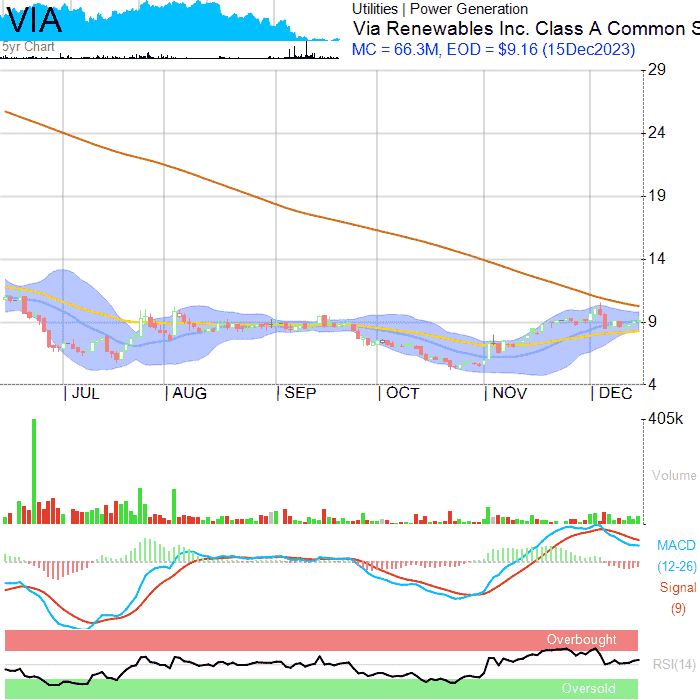 VIA
5yr Chart
Utilities | Power Generation
Via Renewables Inc. Class A Common S
MC = 66.3M, EOD = $9.16 (15Dec2023)
29
24
19
14
9
4
JUL
AUG
SEP
OCT
NOV
DEC
405k
Volume
MACD
(12-26)
Signal
(9)
Overbought
RSI(14)
Oversold